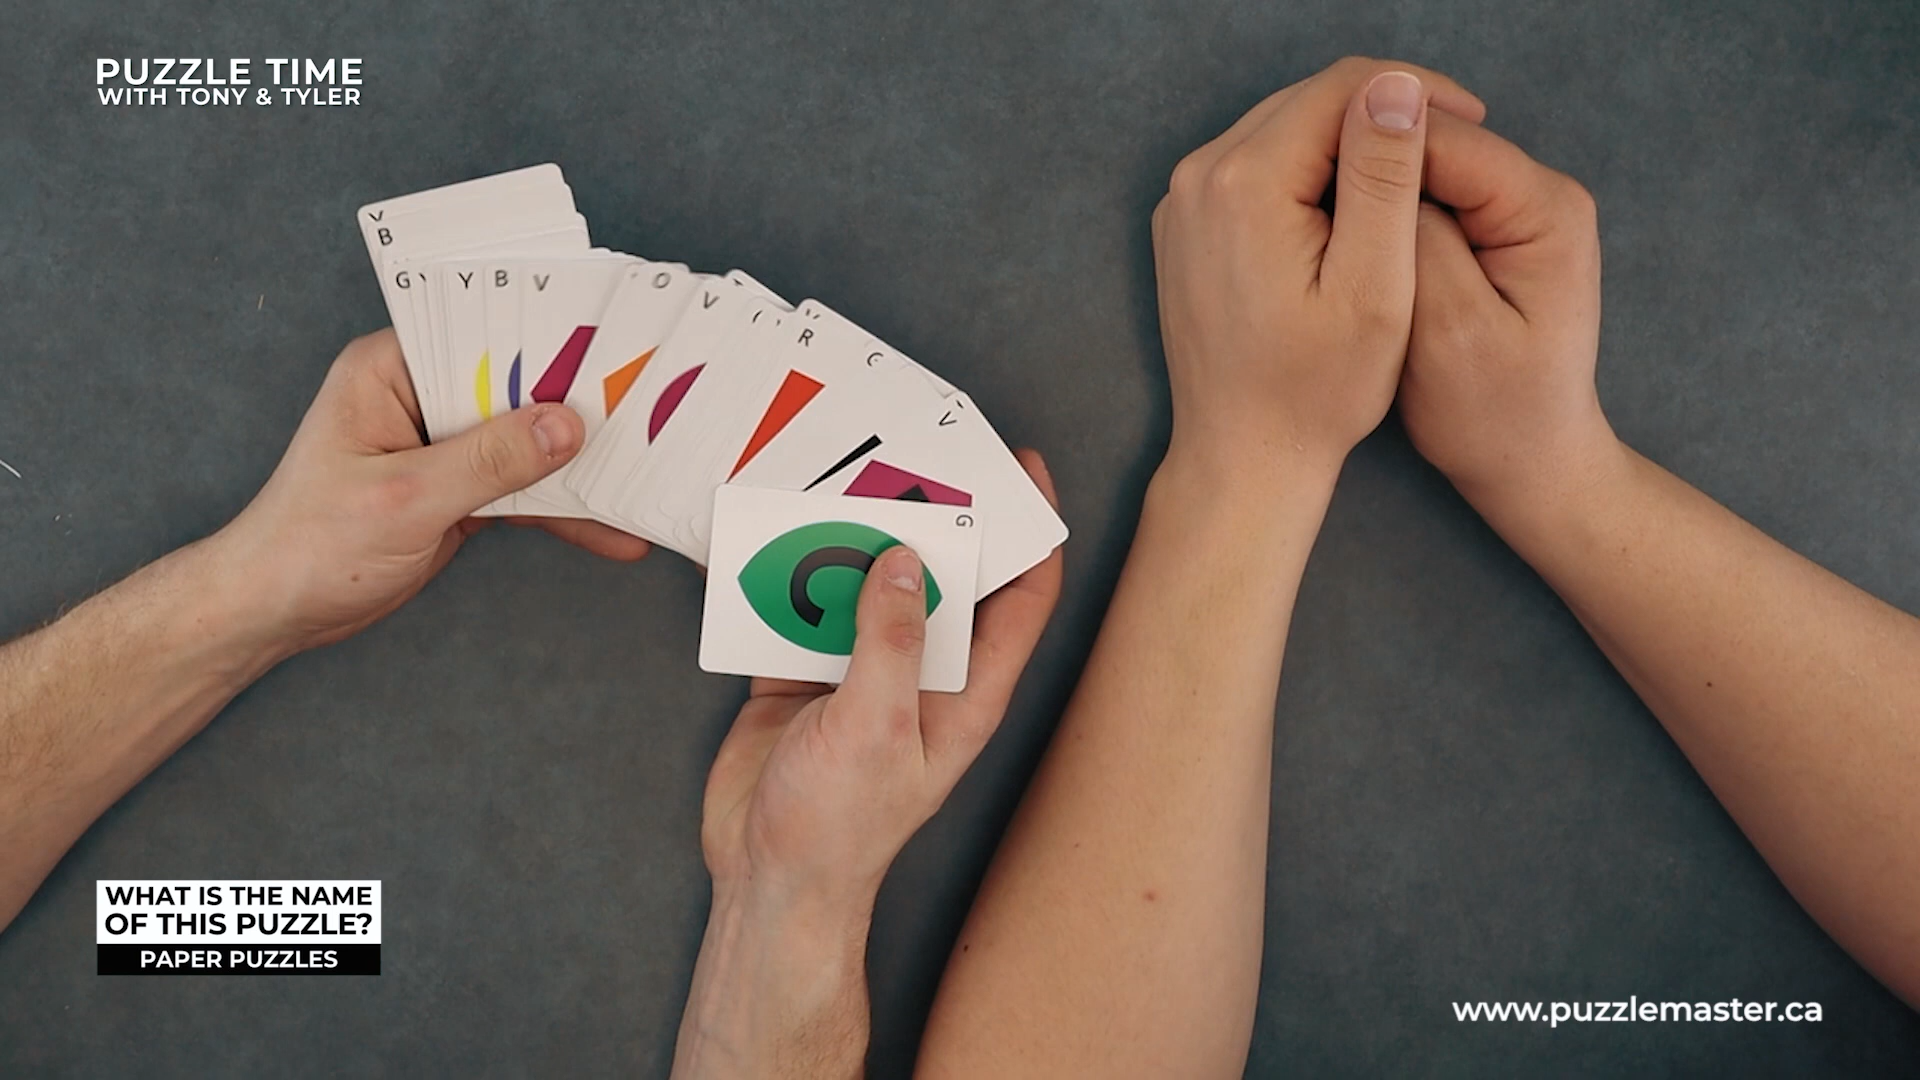 PUZZLE TIME
WITH TONY & TYLER
V
B
G Y B V O V
R
V
G
C
WHAT IS THE NAME
OF THIS PUZZLE?
PAPER PUZZLES
www.puzzlemaster.ca